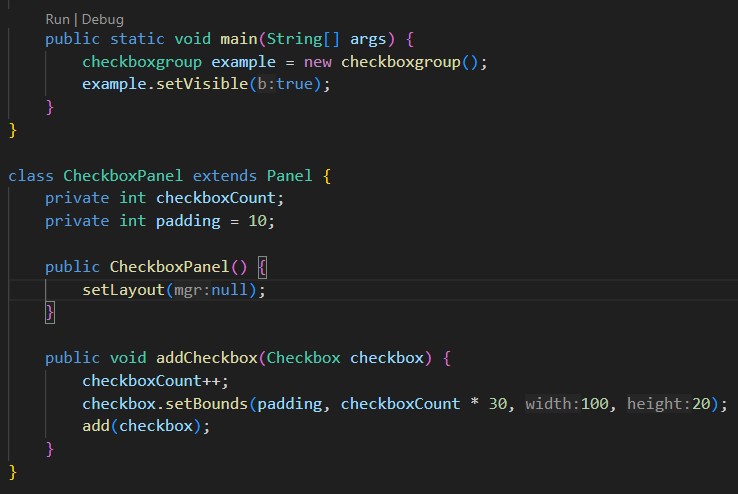 Run | Debug
public static void main(String[] args) {
checkboxgroup example = new checkboxgroup();
example.setVisible(b:true);
}
}
class CheckboxPanel extends Panel {
private int checkboxCount;
private int padding = 10;
public CheckboxPanel() {
setLayout(mgr:null);
}
public void addCheckbox(Checkbox checkbox) {
checkboxCount++;
checkbox.setBounds(padding, checkboxCount * 30, width:100, height:20);
add(checkbox);
}
}